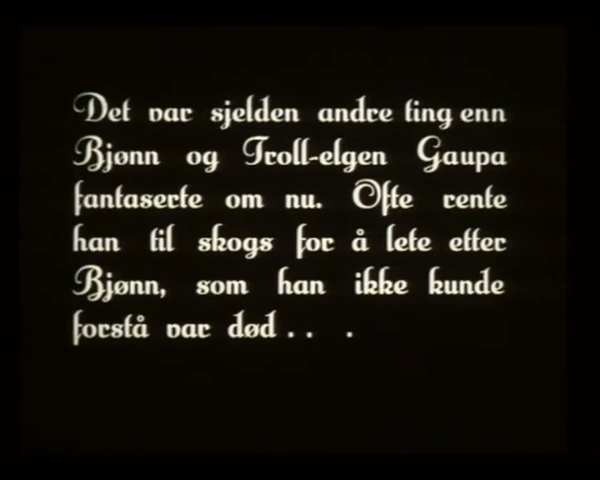 Det var sjelden andre ting enn
Bjønn og Troll-elgen Gaupa
fantaserte om nu. Ofte rente
han til skogs for å lete etter
Bjønn, som han ikke kunde
forstå var død . . .